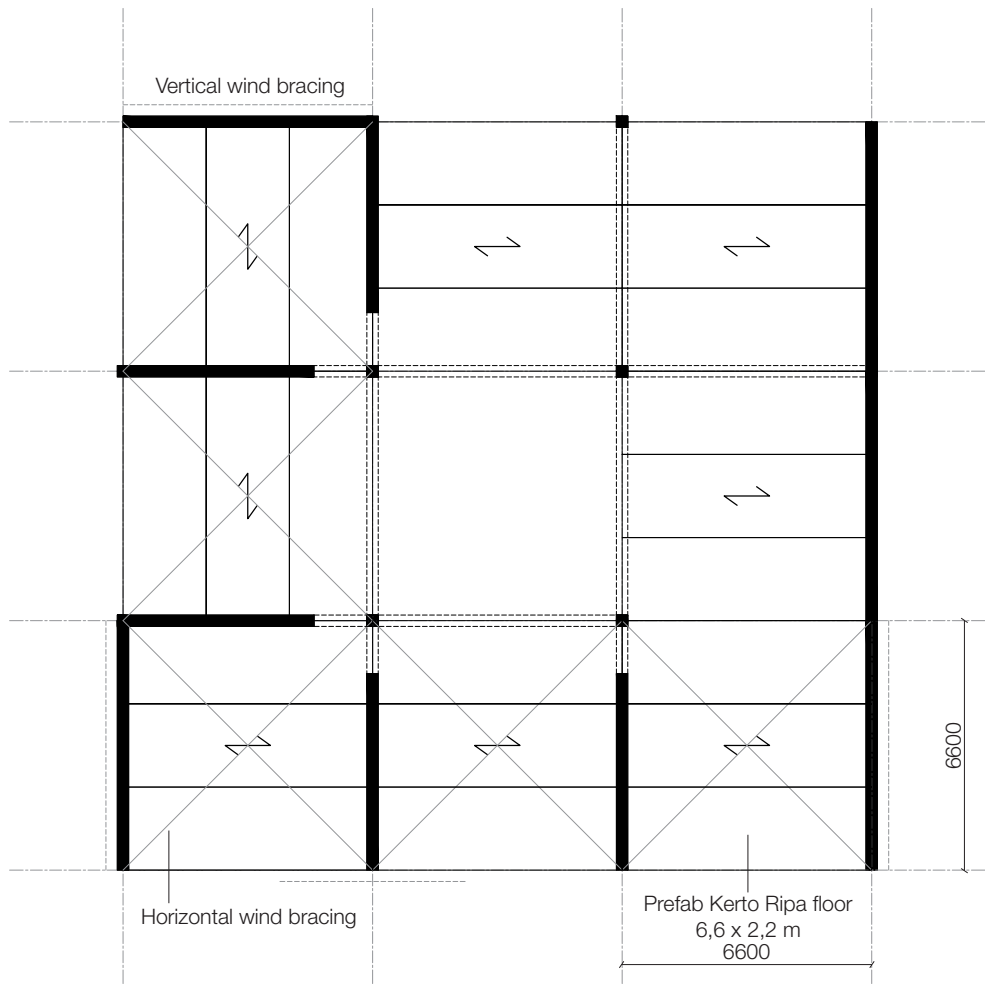 Vertical wind bracing
6600
Horizontal wind bracing
Prefab Kerto Ripa floor
6,6 x 2,2 m
6600